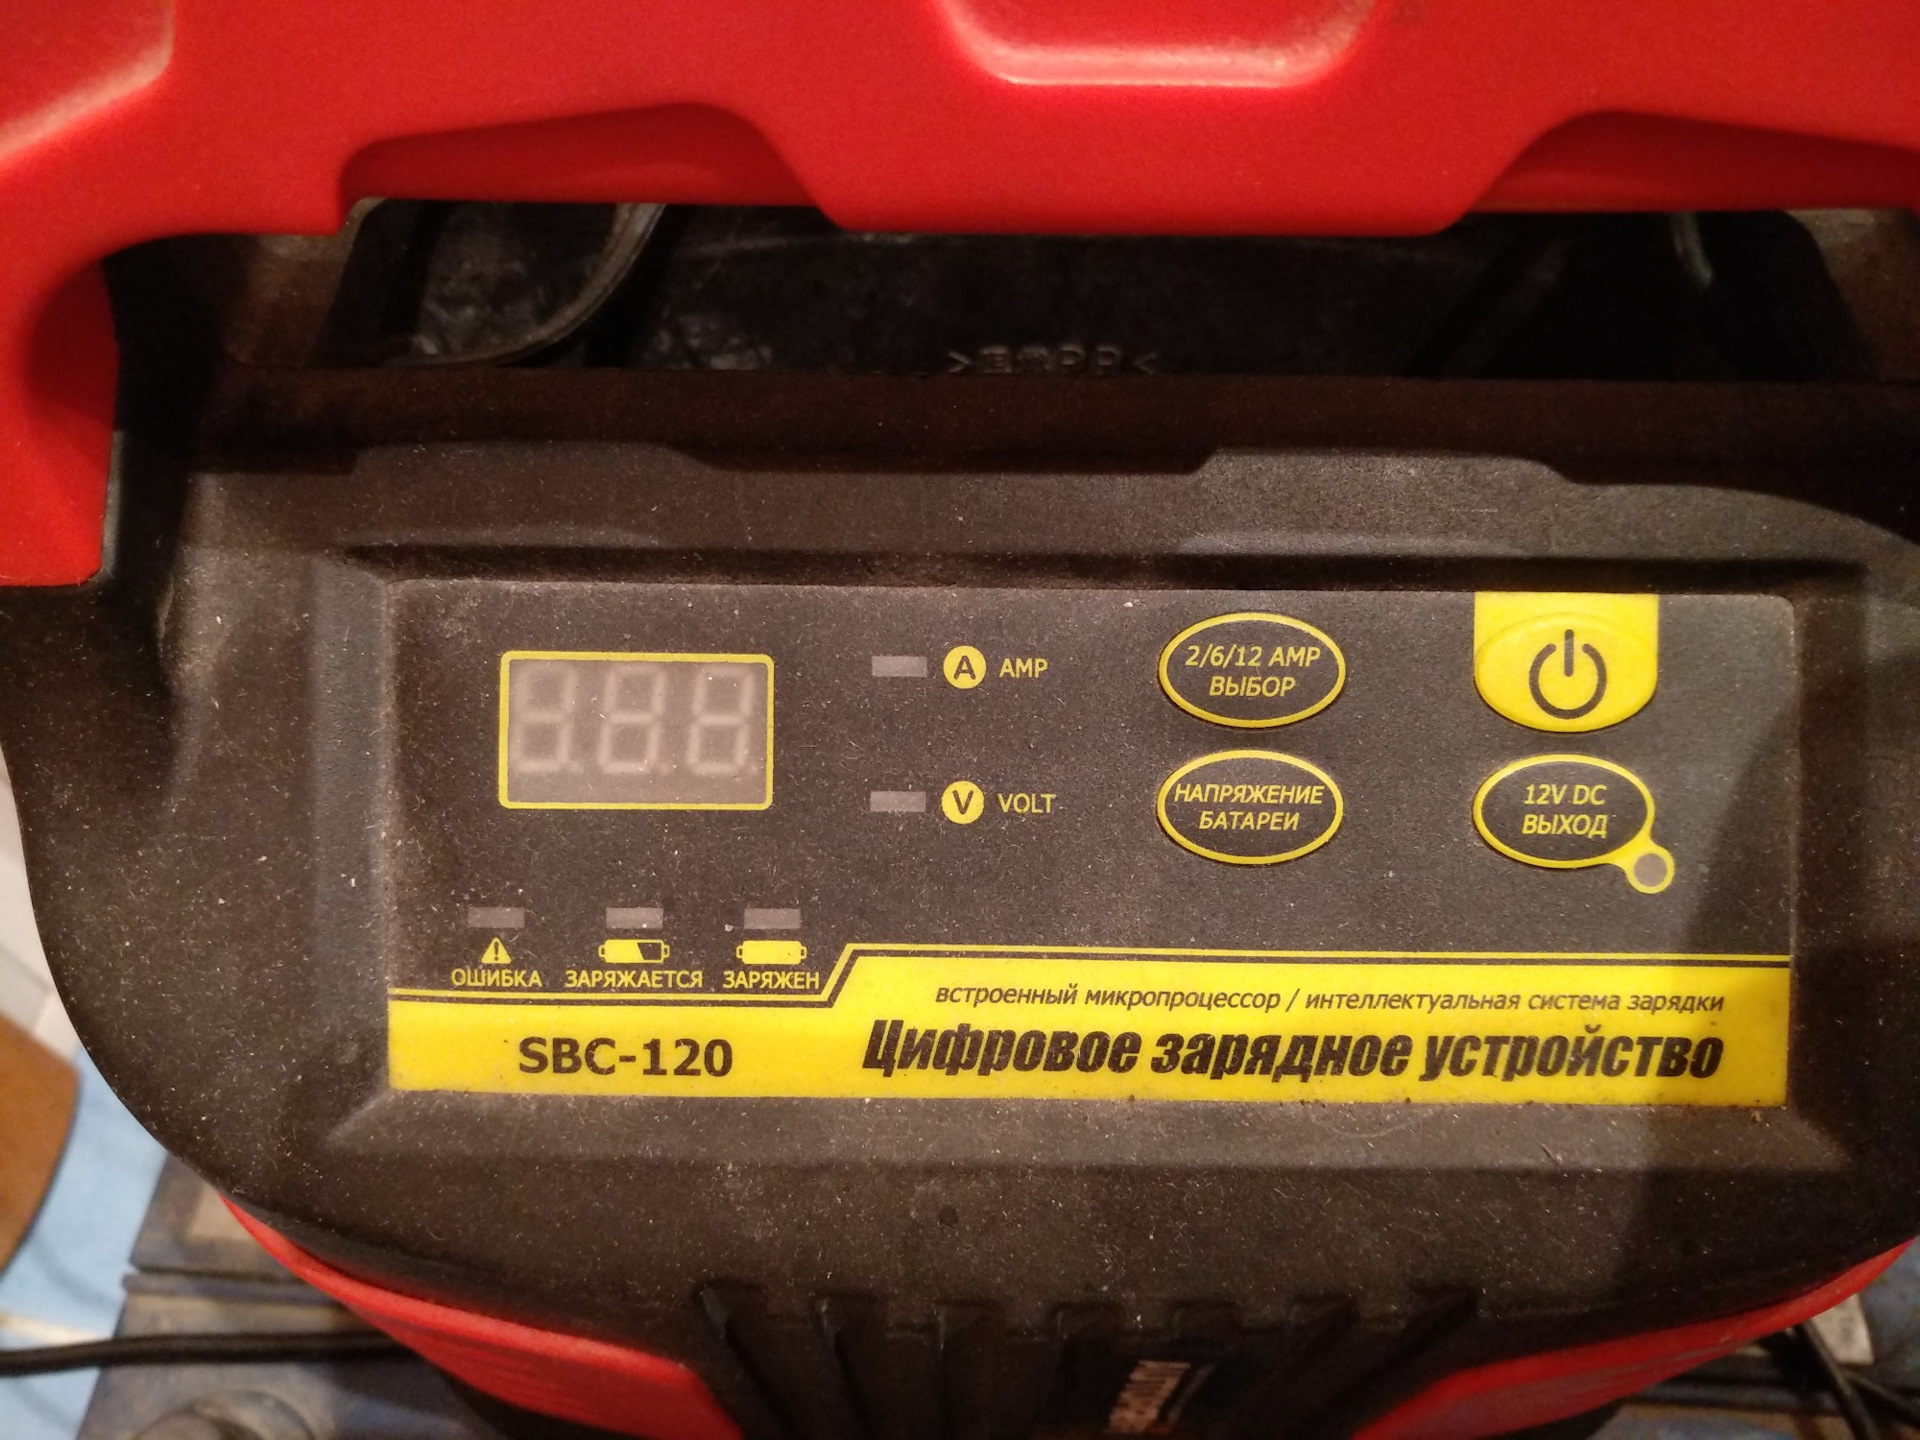 A AMP
2/6/12 AMP
ВЫБОР
V VOLT
НАПРЯЖЕНИЕ
БАТАРЕИ
12V DC
ВЫХОД
ОШИБКА ЗАРЯЖАЕТСЯ ЗАРЯЖЕН
встроенный микропроцессор / интеллектуальная система зарядки
SBC-120 Цифровое зарядное устройство